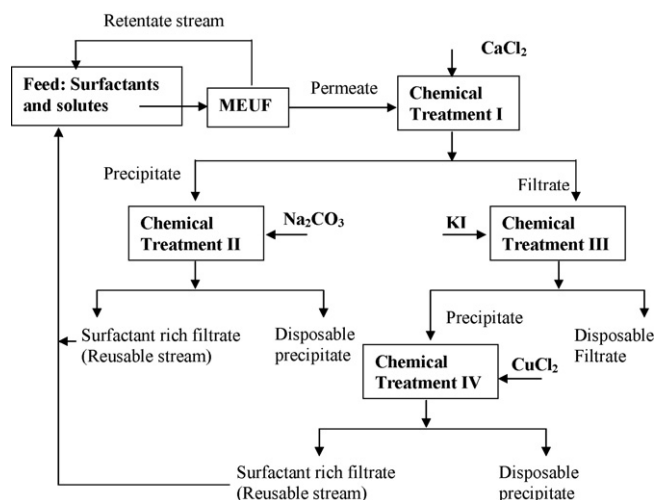 Retentate stream
Feed: Surfactants
and solutes
MEUF
Permeate
CaCl₂
Chemical
Treatment I
Precipitate
Filtrate
Chemical
Treatment II
Na₂CO₃
KI
Chemical
Treatment III
Surfactant rich filtrate
(Reusable stream)
Disposable
precipitate
Precipitate
Disposable
Filtrate
Chemical
Treatment IV
CuCl₂
Surfactant rich filtrate
(Reusable stream)
Disposable
precipitate